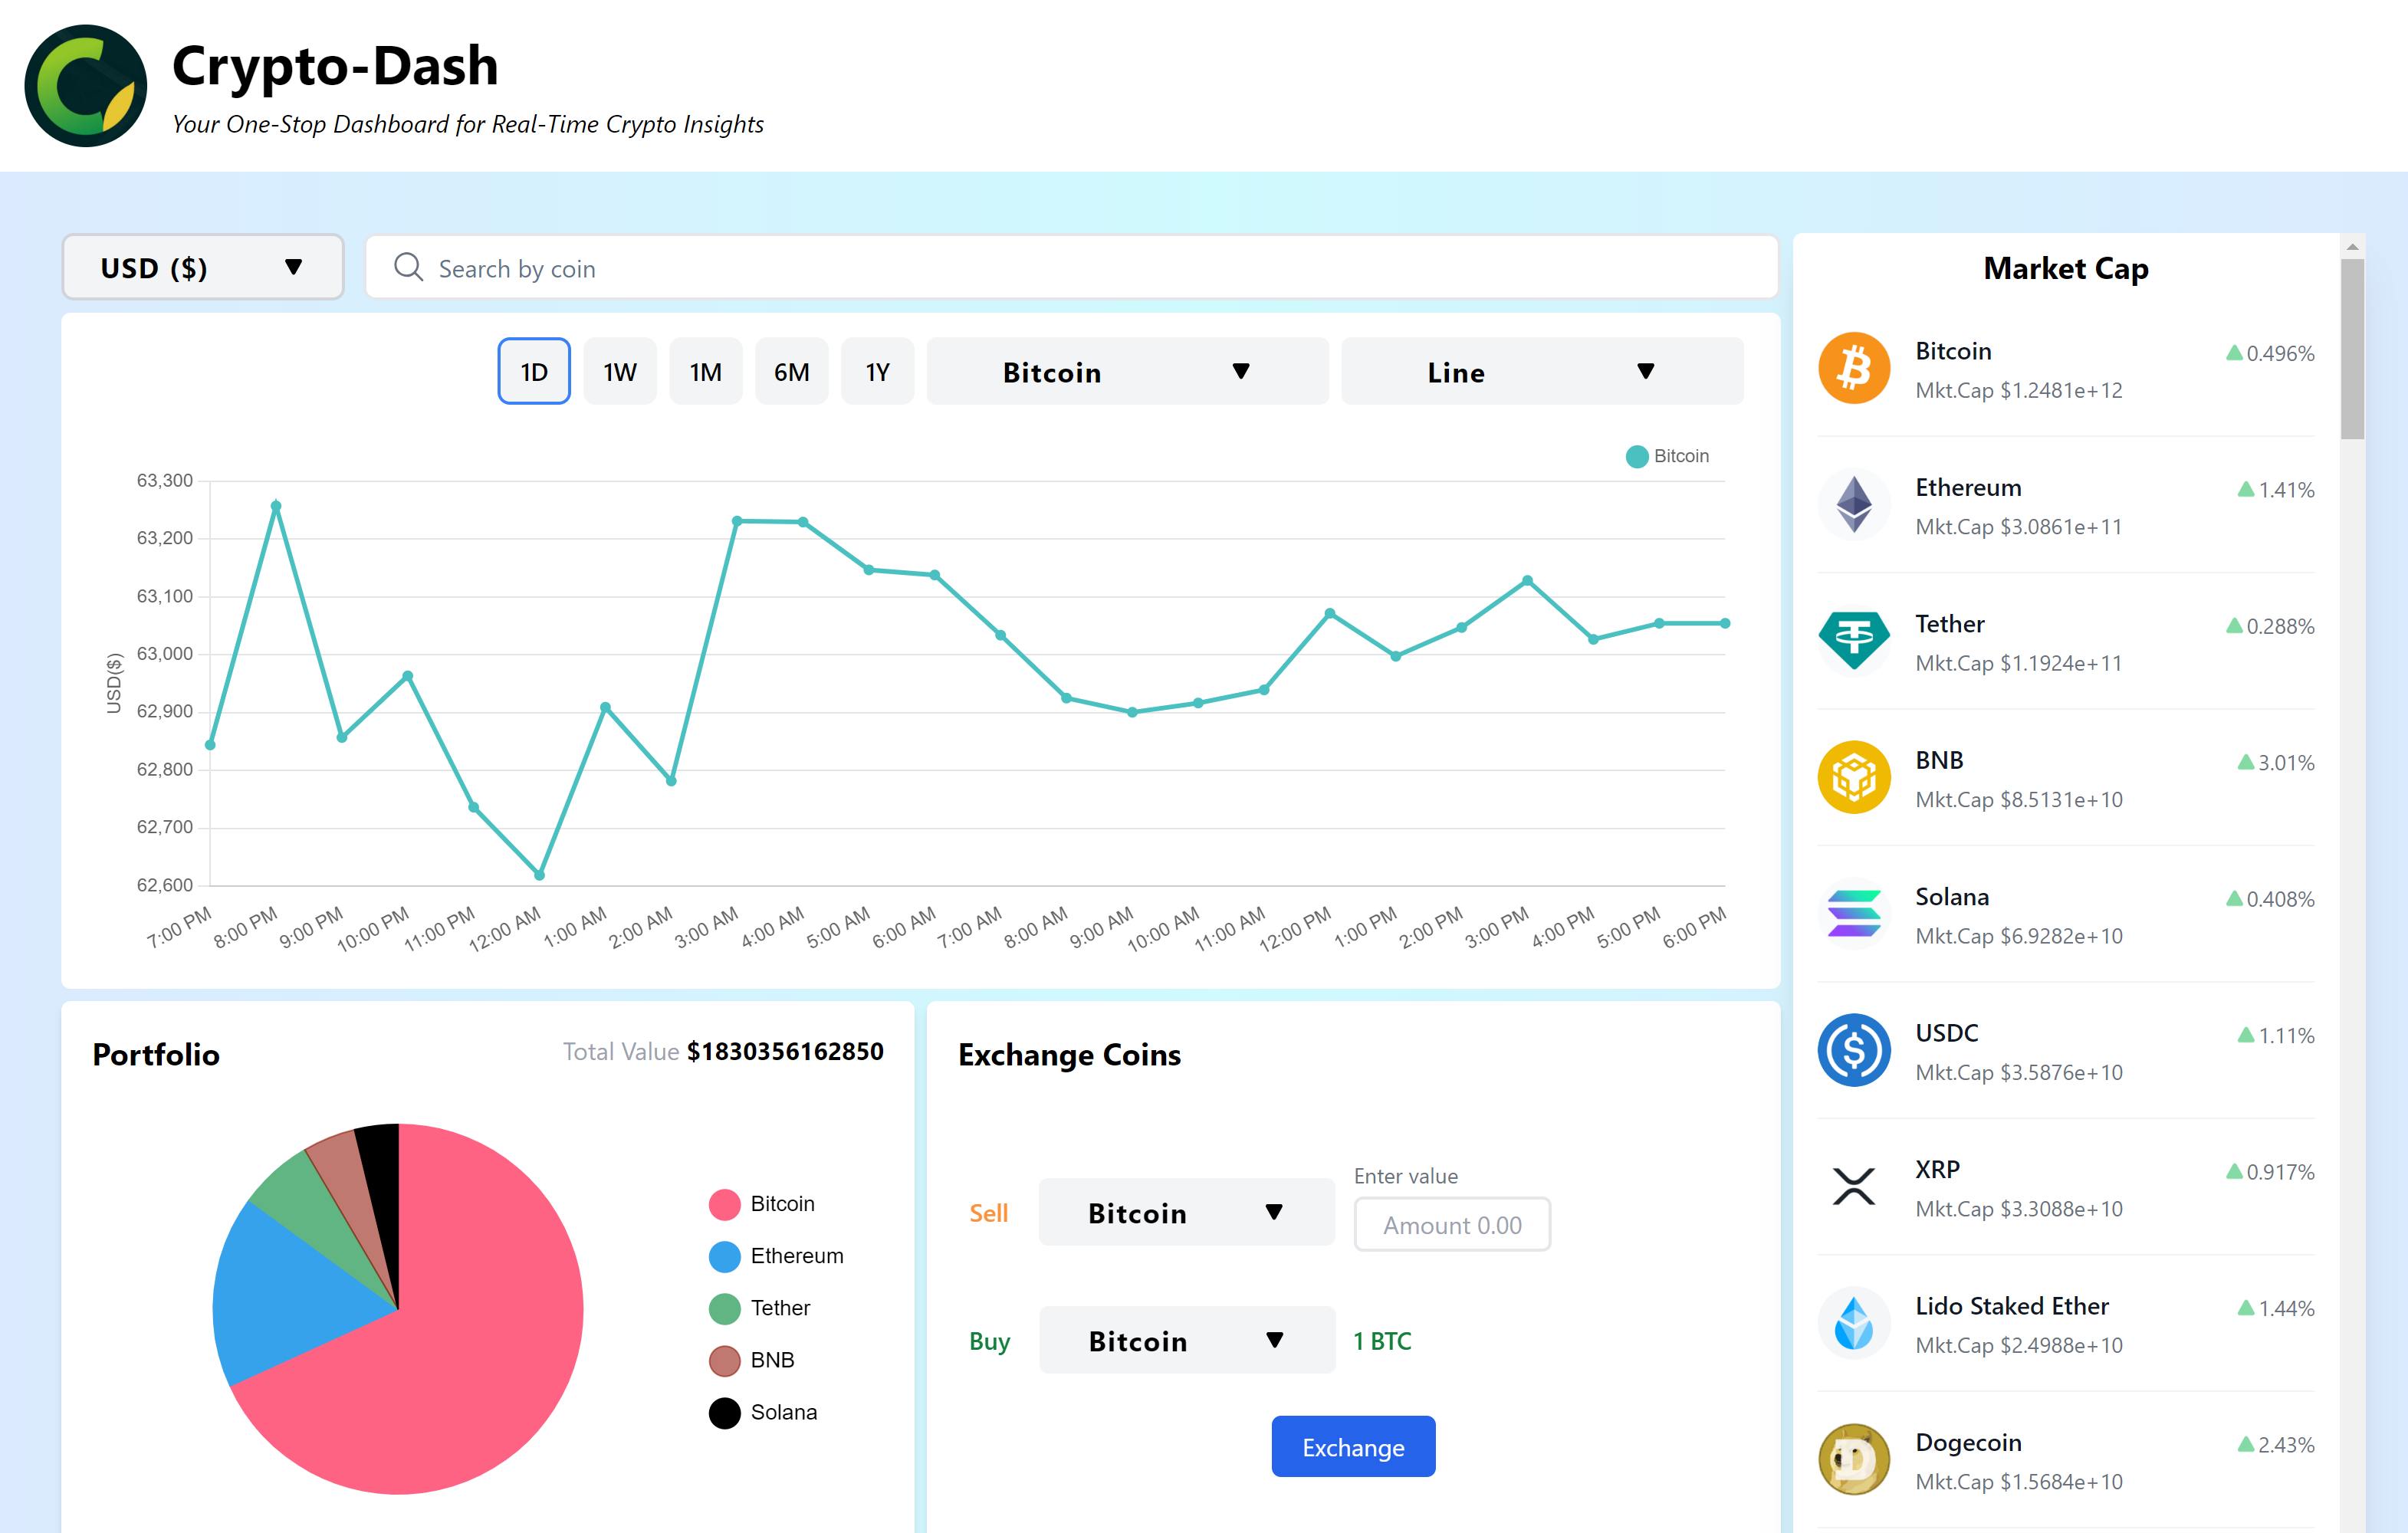 Crypto-Dash
Your One-Stop Dashboard for Real-Time Crypto Insights
USD ($) ▼
Search by coin
1D 1W 1M 6M 1Y Bitcoin ▼ Line ▼
Bitcoin
USD($)
63,300
63,200
63,100
63,000
62,900
62,800
62,700
62,600
7:00 PM 8:00 PM 9:00 PM 10:00 PM 11:00 PM 12:00 AM 1:00 AM 2:00 AM 3:00 AM 4:00 AM 5:00 AM 6:00 AM 7:00 AM 8:00 AM 9:00 AM 10:00 AM 11:00 AM 12:00 PM 1:00 PM 2:00 PM 3:00 PM 4:00 PM 5:00 PM 6:00 PM
Portfolio
Total Value $1830356162850
Bitcoin
Ethereum
Tether
BNB
Solana
Exchange Coins
Enter value
Sell Bitcoin ▼ Amount 0.00
Buy Bitcoin ▼ 1 BTC
Exchange
Market Cap
Bitcoin ▲0.496%
Mkt.Cap $1.2481e+12
Ethereum ▲1.41%
Mkt.Cap $3.0861e+11
Tether ▲0.288%
Mkt.Cap $1.1924e+11
BNB ▲3.01%
Mkt.Cap $8.5131e+10
Solana ▲0.408%
Mkt.Cap $6.9282e+10
USDC ▲1.11%
Mkt.Cap $3.5876e+10
XRP ▲0.917%
Mkt.Cap $3.3088e+10
Lido Staked Ether ▲1.44%
Mkt.Cap $2.4988e+10
Dogecoin ▲2.43%
Mkt.Cap $1.5684e+10